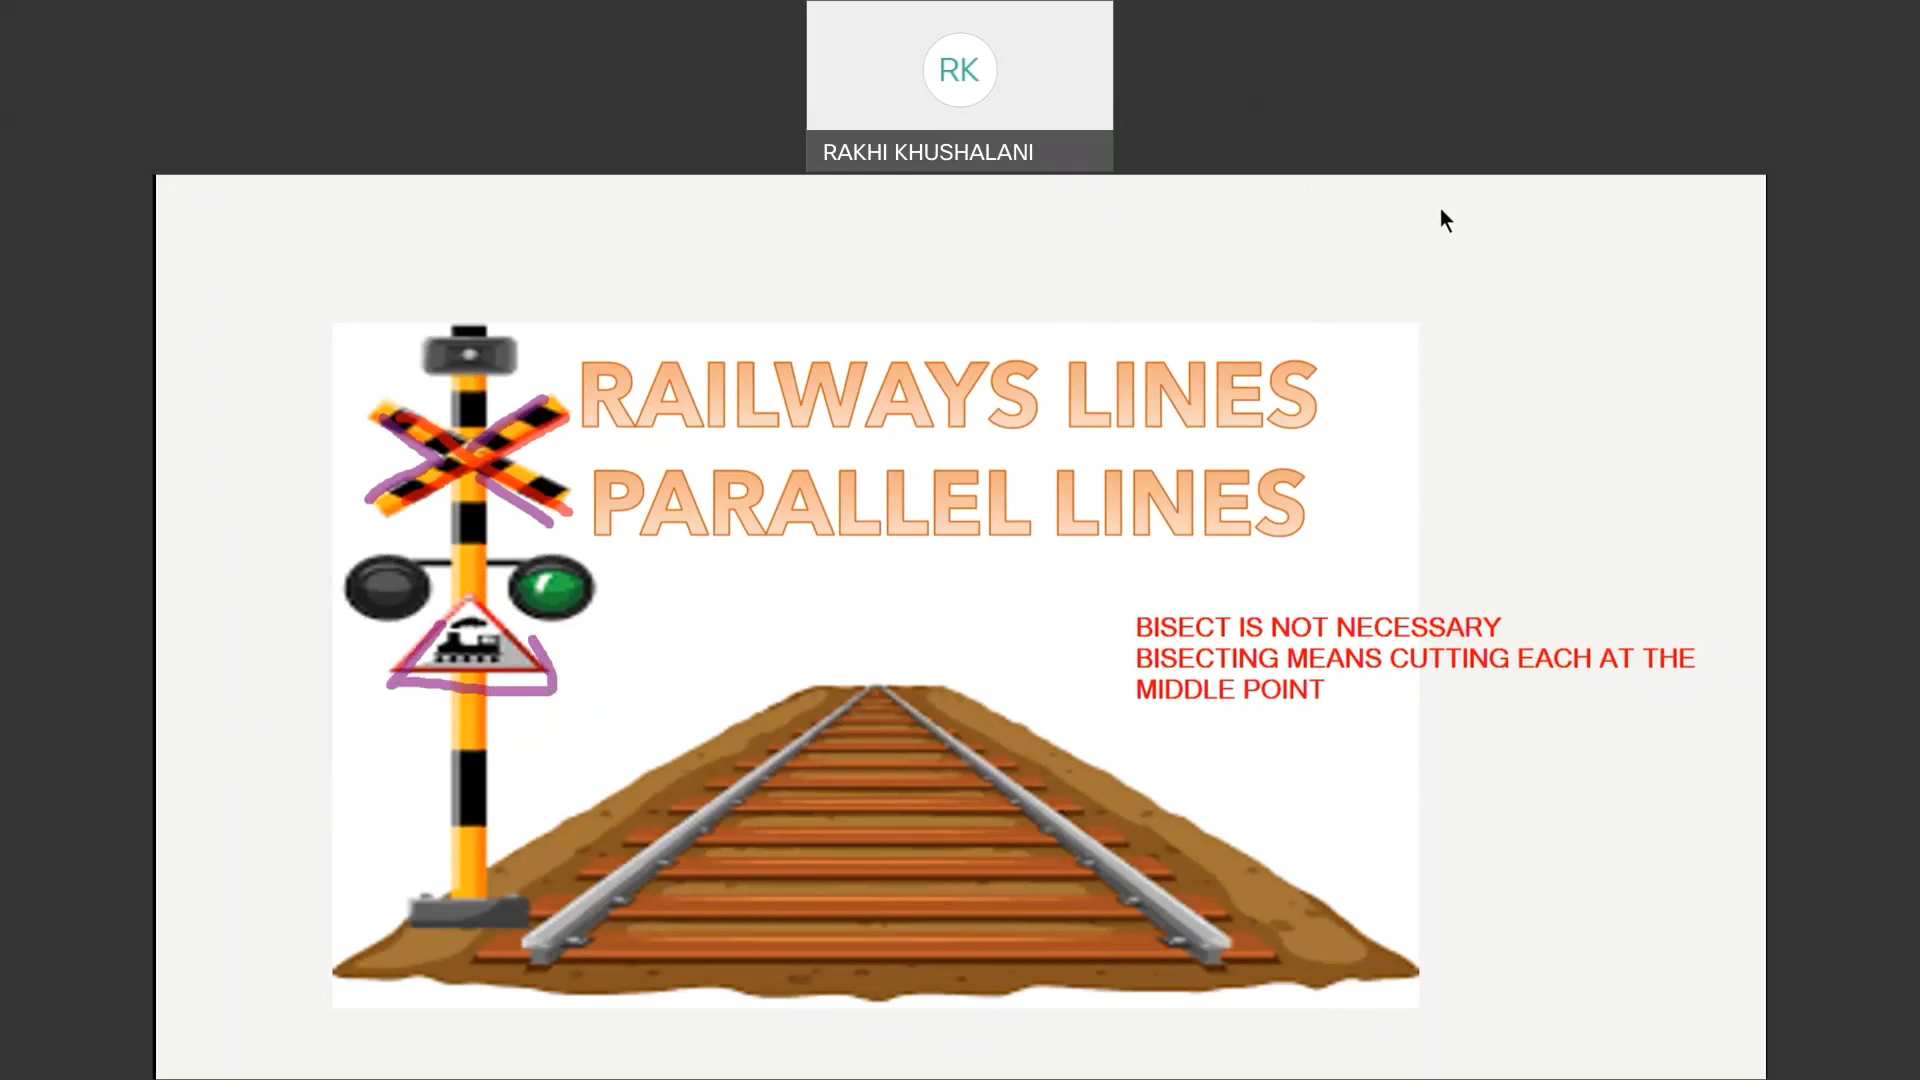 RK
RAKHI KHUSHALANI
RAILWAYS LINES
PARALLEL LINES
BISECT IS NOT NECESSARY
BISECTING MEANS CUTTING EACH AT THE
MIDDLE POINT